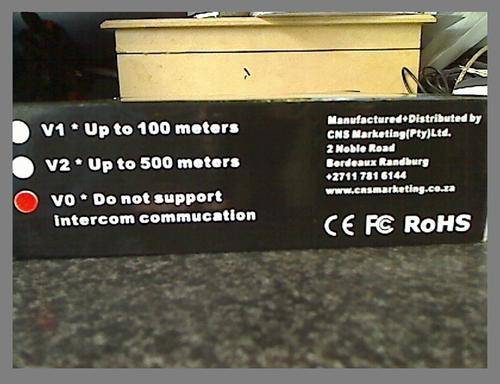 V1 * Up to 100 meters
V2 * Up to 500 meters
V0 * Do not support
intercom commucation
Manufactured+Distributed by
CNS Marketing(Pty)Ltd.
2 Noble Road
Bordeaux Randburg
+2711 781 6144
www.cnsmarketing.co.za
CE FC RoHS